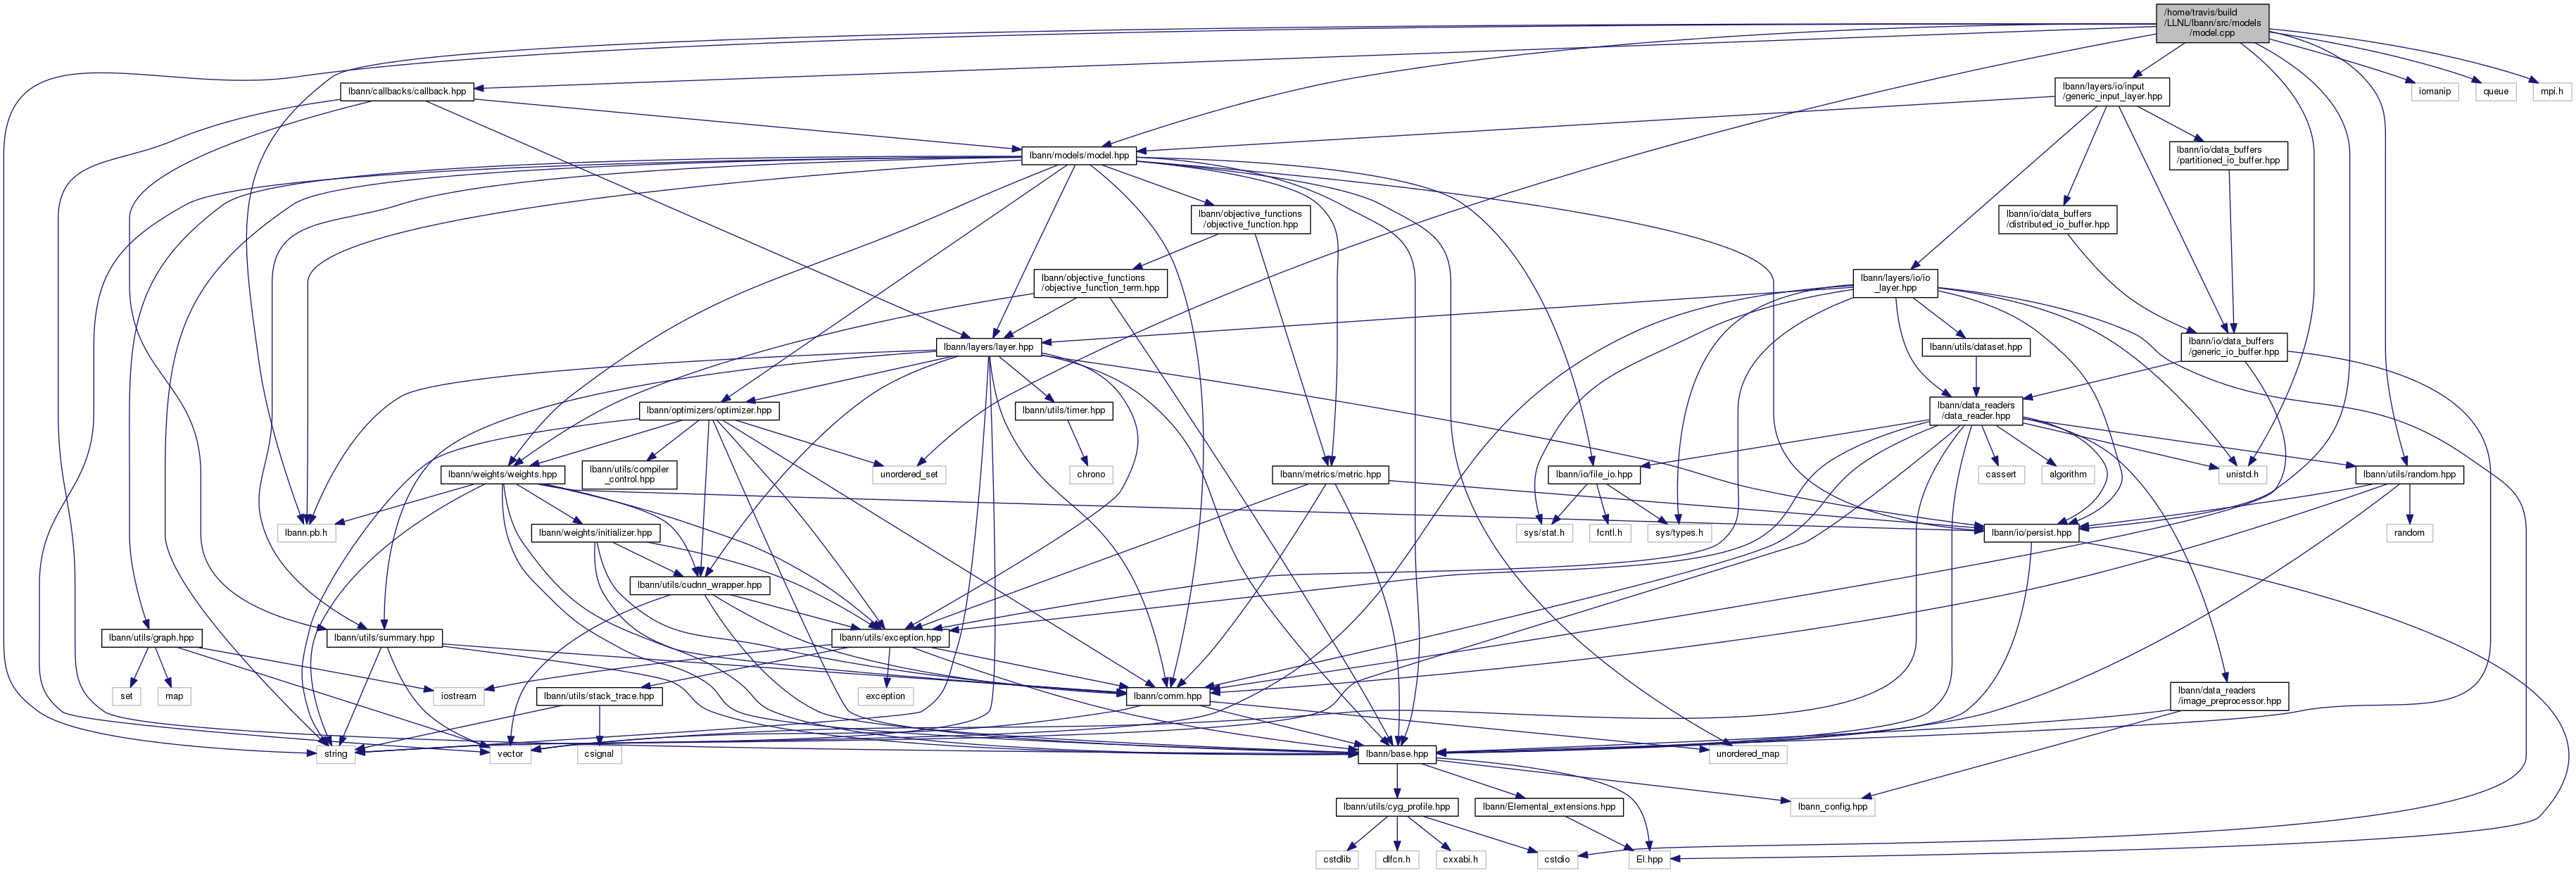 /home/travis/build
/LLNL/lbann/src/models
/model.cpp
lbann/callbacks/callback.hpp
lbann/layers/io/input
/generic_input_layer.hpp
iomanip
queue
mpi.h
lbann/models/model.hpp
lbann/io/data_buffers
/partitioned_io_buffer.hpp
lbann/objective_functions
/objective_function.hpp
lbann/io/data_buffers
/distributed_io_buffer.hpp
lbann/objective_functions
/objective_function_term.hpp
lbann/layers/io/io
_layer.hpp
lbann/layers/layer.hpp
lbann/utils/dataset.hpp
lbann/io/data_buffers
/generic_io_buffer.hpp
lbann/optimizers/optimizer.hpp
lbann/utils/timer.hpp
lbann/data_readers
/data_reader.hpp
lbann/weights/weights.hpp
lbann/utils/compiler
_control.hpp
unordered_set
chrono
lbann/metrics/metric.hpp
lbann/io/file_io.hpp
cassert
algorithm
unistd.h
lbann/utils/random.hpp
lbann.pb.h
lbann/weights/initializer.hpp
sys/stat.h
fcntl.h
sys/types.h
lbann/io/persist.hpp
random
lbann/utils/cudnn_wrapper.hpp
lbann/utils/graph.hpp
lbann/utils/summary.hpp
lbann/utils/exception.hpp
set
map
iostream
lbann/utils/stack_trace.hpp
exception
lbann/comm.hpp
lbann/data_readers
/image_preprocessor.hpp
string
vector
csignal
lbann/base.hpp
unordered_map
lbann/utils/cyg_profile.hpp
lbann/Elemental_extensions.hpp
lbann_config.hpp
cstdlib
dlfcn.h
cxxabi.h
cstdio
El.hpp